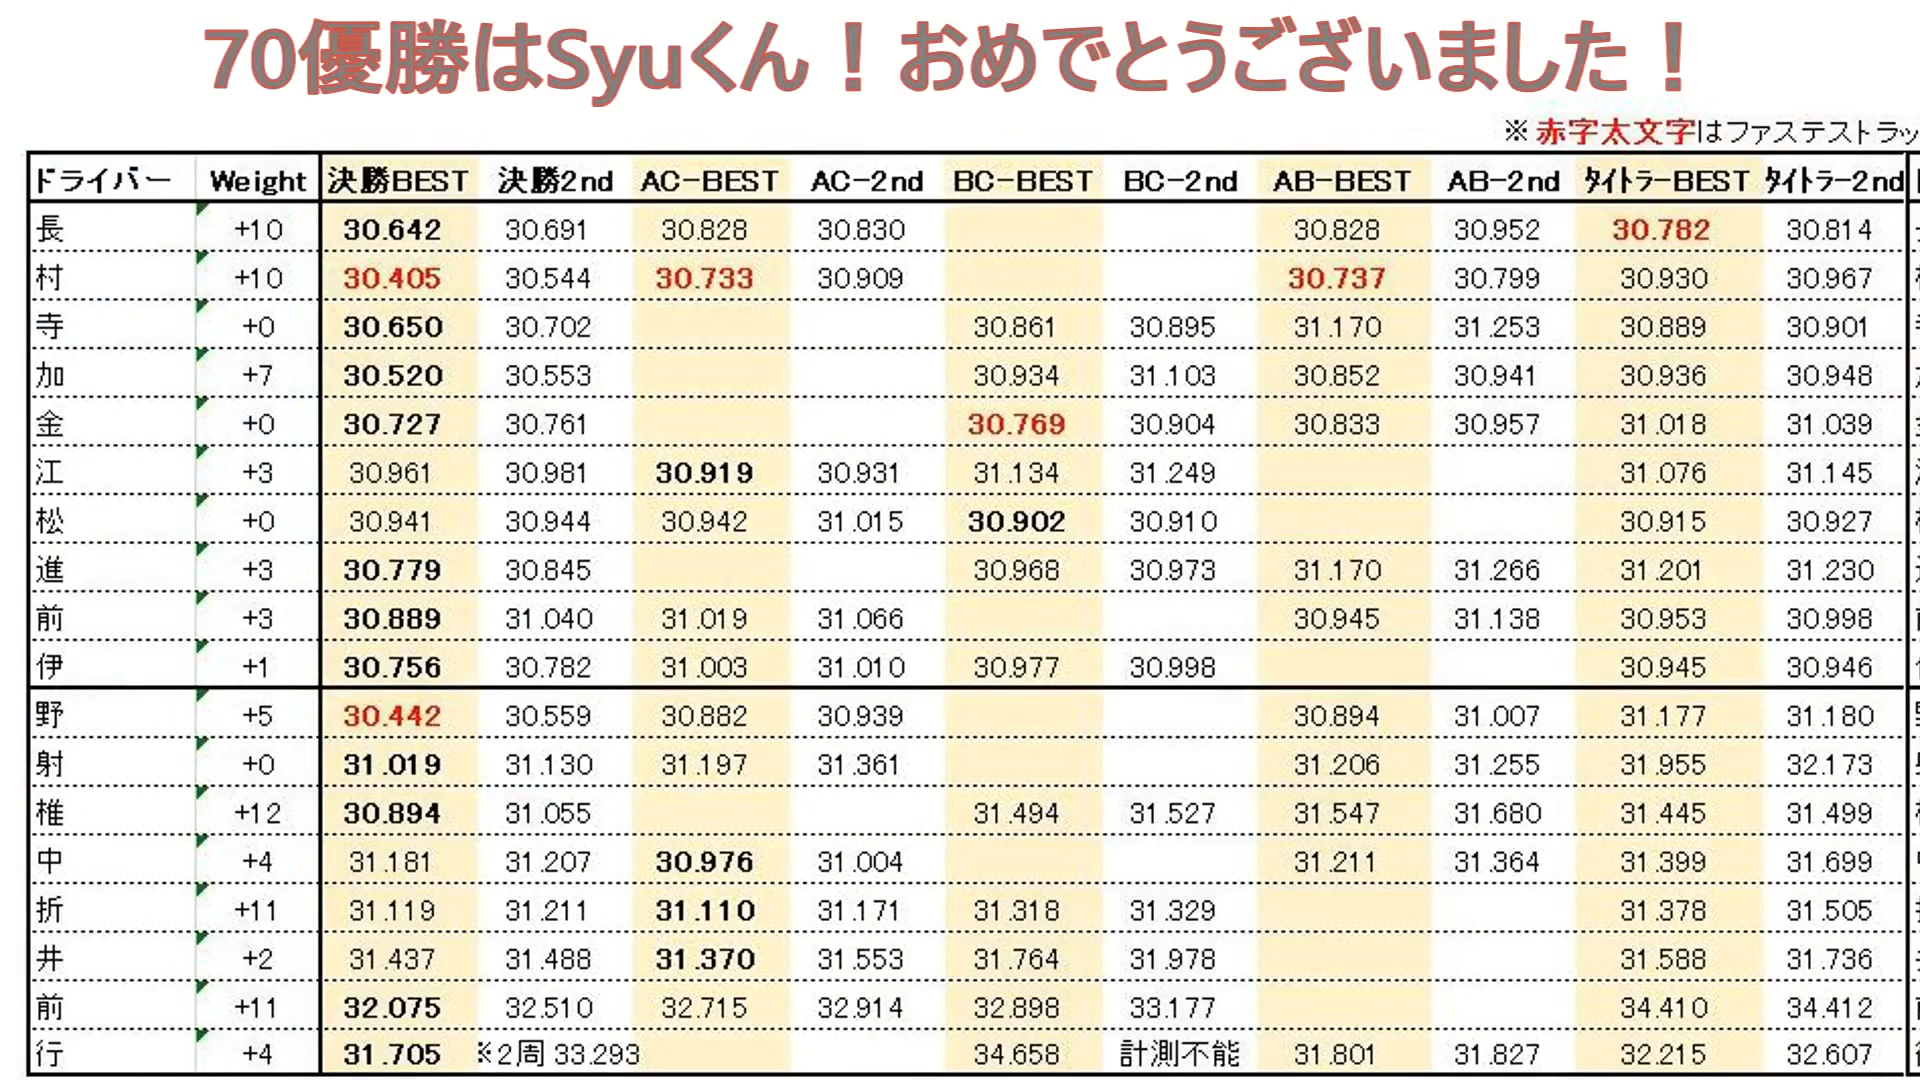 70優勝はSyuくん！おめでとうございました！
※赤字太文字はファステストラッ
ドライバー Weight 決勝BEST 決勝2nd AC-BEST AC-2nd BC-BEST BC-2nd AB-BEST AB-2nd ﾀｲﾄﾗｰBEST ﾀｲﾄﾗｰ2nd
長 +10 30.642 30.691 30.828 30.830 30.828 30.952 30.782 30.814
村 +10 30.405 30.544 30.733 30.909 30.737 30.799 30.930 30.967
寺 +0 30.650 30.702 30.861 30.895 31.170 31.253 30.889 30.901
加 +7 30.520 30.553 30.934 31.103 30.852 30.941 30.936 30.948
金 +0 30.727 30.761 30.769 30.904 30.833 30.957 31.018 31.039
江 +3 30.961 30.981 30.919 30.931 31.134 31.249 31.076 31.145
松 +0 30.941 30.944 30.942 31.015 30.902 30.910 30.915 30.927
進 +3 30.779 30.845 30.968 30.973 31.170 31.266 31.201 31.230
前 +3 30.889 31.040 31.019 31.066 30.945 31.138 30.953 30.998
伊 +1 30.756 30.782 31.003 31.010 30.977 30.998 30.945 30.946
野 +5 30.442 30.559 30.882 30.939 30.894 31.007 31.177 31.180
射 +0 31.019 31.130 31.197 31.361 31.206 31.255 31.955 32.173
椎 +12 30.894 31.055 31.494 31.527 31.547 31.680 31.445 31.499
中 +4 31.181 31.207 30.976 31.004 31.211 31.364 31.399 31.699
折 +11 31.119 31.211 31.110 31.171 31.318 31.329 31.378 31.505
井 +2 31.437 31.488 31.370 31.553 31.764 31.978 31.588 31.736
前 +11 32.075 32.510 32.715 32.914 32.898 33.177 34.410 34.412
行 +4 31.705 ※2周 33.293 34.658 計測不能 31.801 31.827 32.215 32.607